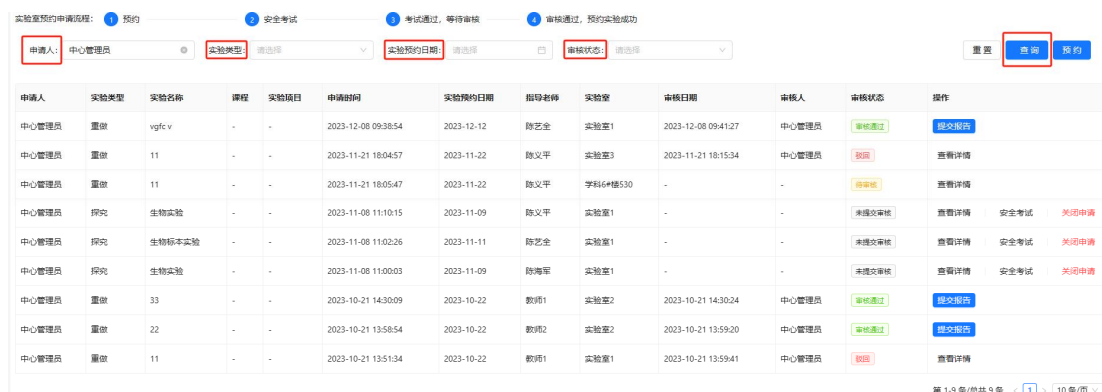 实验室预约申请流程： 1 预约 2 安全考试 3 考试通过，等待审核 4 审核通过，预约实验成功
申请人： 中心管理员 实验类型： 请选择 实验预约日期： 请选择 审核状态： 请选择 重置 查询 预约
申请人 实验类型 实验名称 课程 实验项目 申请时间 实验预约日期 指导老师 实验室 审核日期 审核人 审核状态 操作
中心管理员 重做 vgfc v - - 2023-12-08 09:38:54 2023-12-12 陈艺全 实验室1 2023-12-08 09:41:27 中心管理员 审核通过 提交报告
中心管理员 重做 11 - - 2023-11-21 18:04:57 2023-11-22 陈义平 实验室3 2023-11-21 18:15:34 中心管理员 驳回 查看详情
中心管理员 重做 11 - - 2023-11-21 18:05:47 2023-11-22 陈义平 学科6#楼530 - - 待审核 查看详情
中心管理员 探究 生物实验 - - 2023-11-08 11:10:15 2023-11-09 陈义平 实验室1 - - 未提交审核 查看详情 安全考试 关闭申请
中心管理员 探究 生物标本实验 - - 2023-11-08 11:02:26 2023-11-11 陈艺全 实验室1 - - 未提交审核 查看详情 安全考试 关闭申请
中心管理员 探究 生物实验 - - 2023-11-08 11:00:03 2023-11-09 陈海军 实验室1 - - 未提交审核 查看详情 安全考试 关闭申请
中心管理员 重做 33 - - 2023-10-21 14:30:09 2023-10-22 教师1 实验室2 2023-10-21 14:30:24 中心管理员 审核通过 提交报告
中心管理员 重做 22 - - 2023-10-21 13:58:54 2023-10-22 教师2 实验室2 2023-10-21 13:59:20 中心管理员 审核通过 提交报告
中心管理员 重做 11 - - 2023-10-21 13:51:34 2023-10-22 教师1 实验室1 2023-10-21 13:59:41 中心管理员 驳回 查看详情
第 1-9 条/总共 9 条 < 1 > 10 条/页